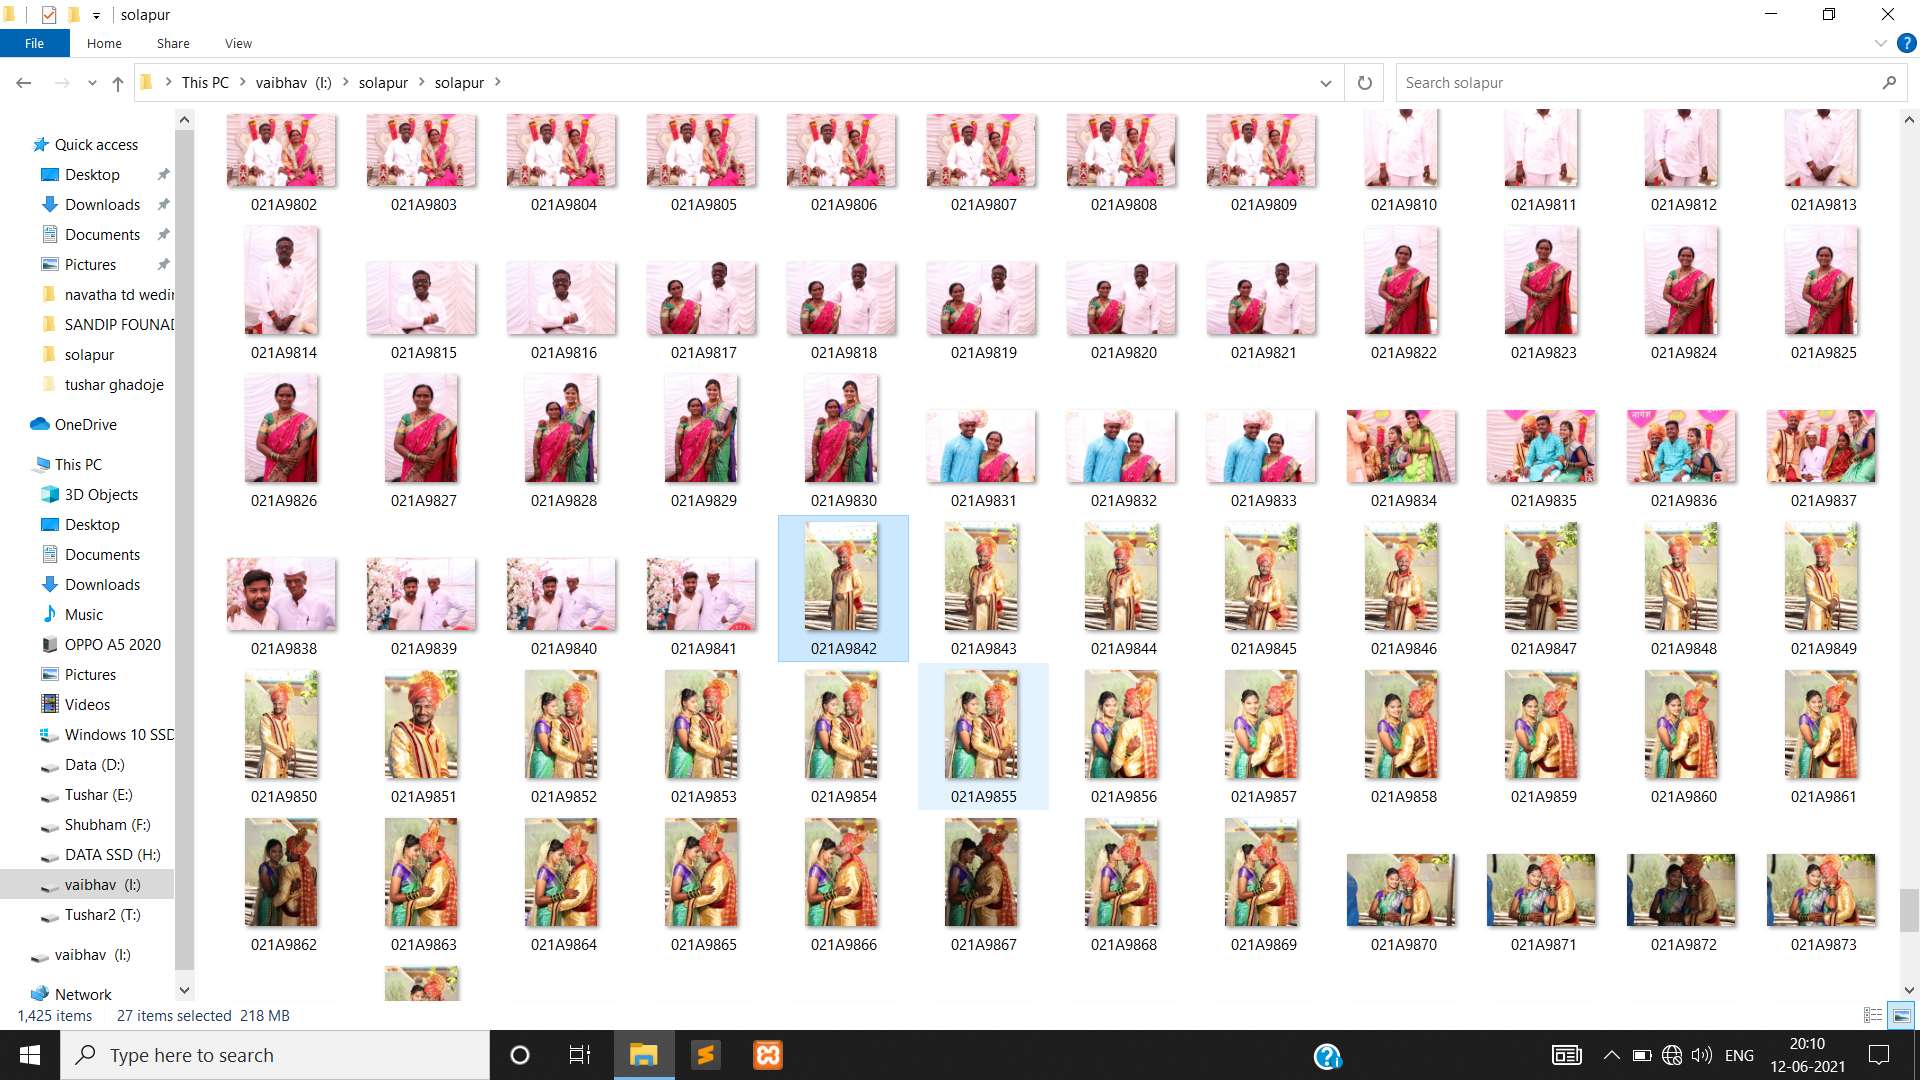 solapur
File Home Share View
This PC vaibhav (I:) solapur solapur
Search solapur
Quick access
Desktop
Downloads
Documents
Pictures
navatha td wedin
SANDIP FOUNAD
solapur
tushar ghadoje
OneDrive
This PC
3D Objects
Desktop
Documents
Downloads
Music
OPPO A5 2020
Pictures
Videos
Windows 10 SSD
Data (D:)
Tushar (E:)
Shubham (F:)
DATA SSD (H:)
vaibhav (I:)
Tushar2 (T:)
vaibhav (I:)
Network
021A9802 021A9803 021A9804 021A9805 021A9806 021A9807 021A9808 021A9809 021A9810 021A9811 021A9812 021A9813
021A9814 021A9815 021A9816 021A9817 021A9818 021A9819 021A9820 021A9821 021A9822 021A9823 021A9824 021A9825
021A9826 021A9827 021A9828 021A9829 021A9830 021A9831 021A9832 021A9833 021A9834 021A9835 021A9836 021A9837
021A9838 021A9839 021A9840 021A9841 021A9842 021A9843 021A9844 021A9845 021A9846 021A9847 021A9848 021A9849
021A9850 021A9851 021A9852 021A9853 021A9854 021A9855 021A9856 021A9857 021A9858 021A9859 021A9860 021A9861
021A9862 021A9863 021A9864 021A9865 021A9866 021A9867 021A9868 021A9869 021A9870 021A9871 021A9872 021A9873
1,425 items 27 items selected 218 MB
Type here to search
ENG
20:10
12-06-2021